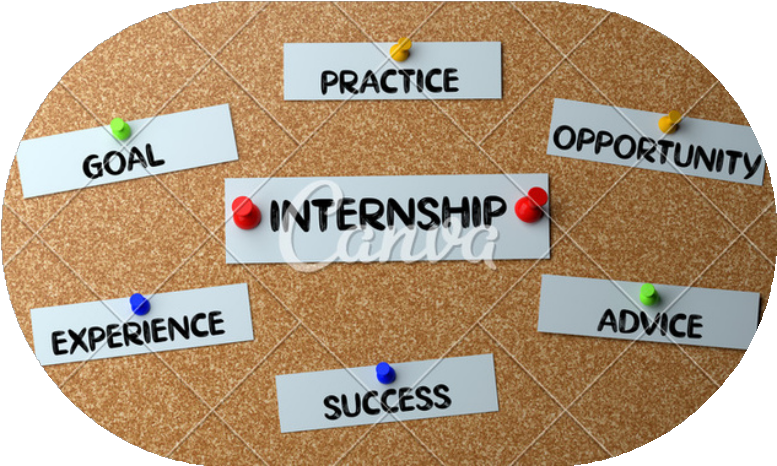 PRACTICE
GOAL
OPPORTUNITY
INTERNSHIP
Canva
EXPERIENCE
ADVICE
SUCCESS